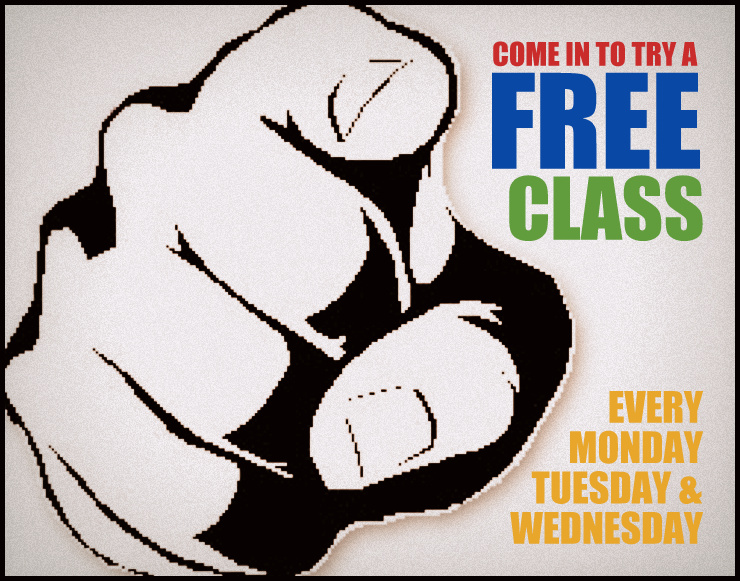 COME IN TO TRY A
FREE
CLASS
EVERY
MONDAY
TUESDAY &
WEDNESDAY